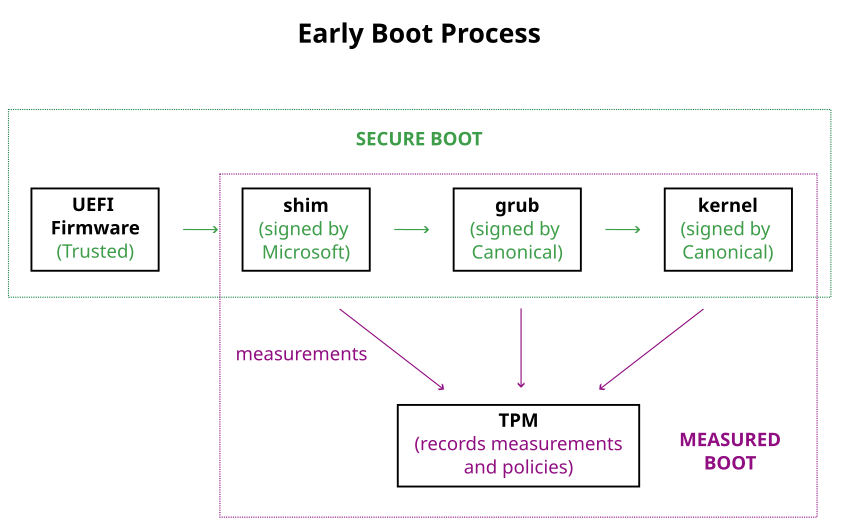 Early Boot Process
SECURE BOOT
UEFI
Firmware
(Trusted)
shim
(signed by
Microsoft)
grub
(signed by
Canonical)
kernel
(signed by
Canonical)
measurements
TPM
(records measurements
and policies)
MEASURED
BOOT